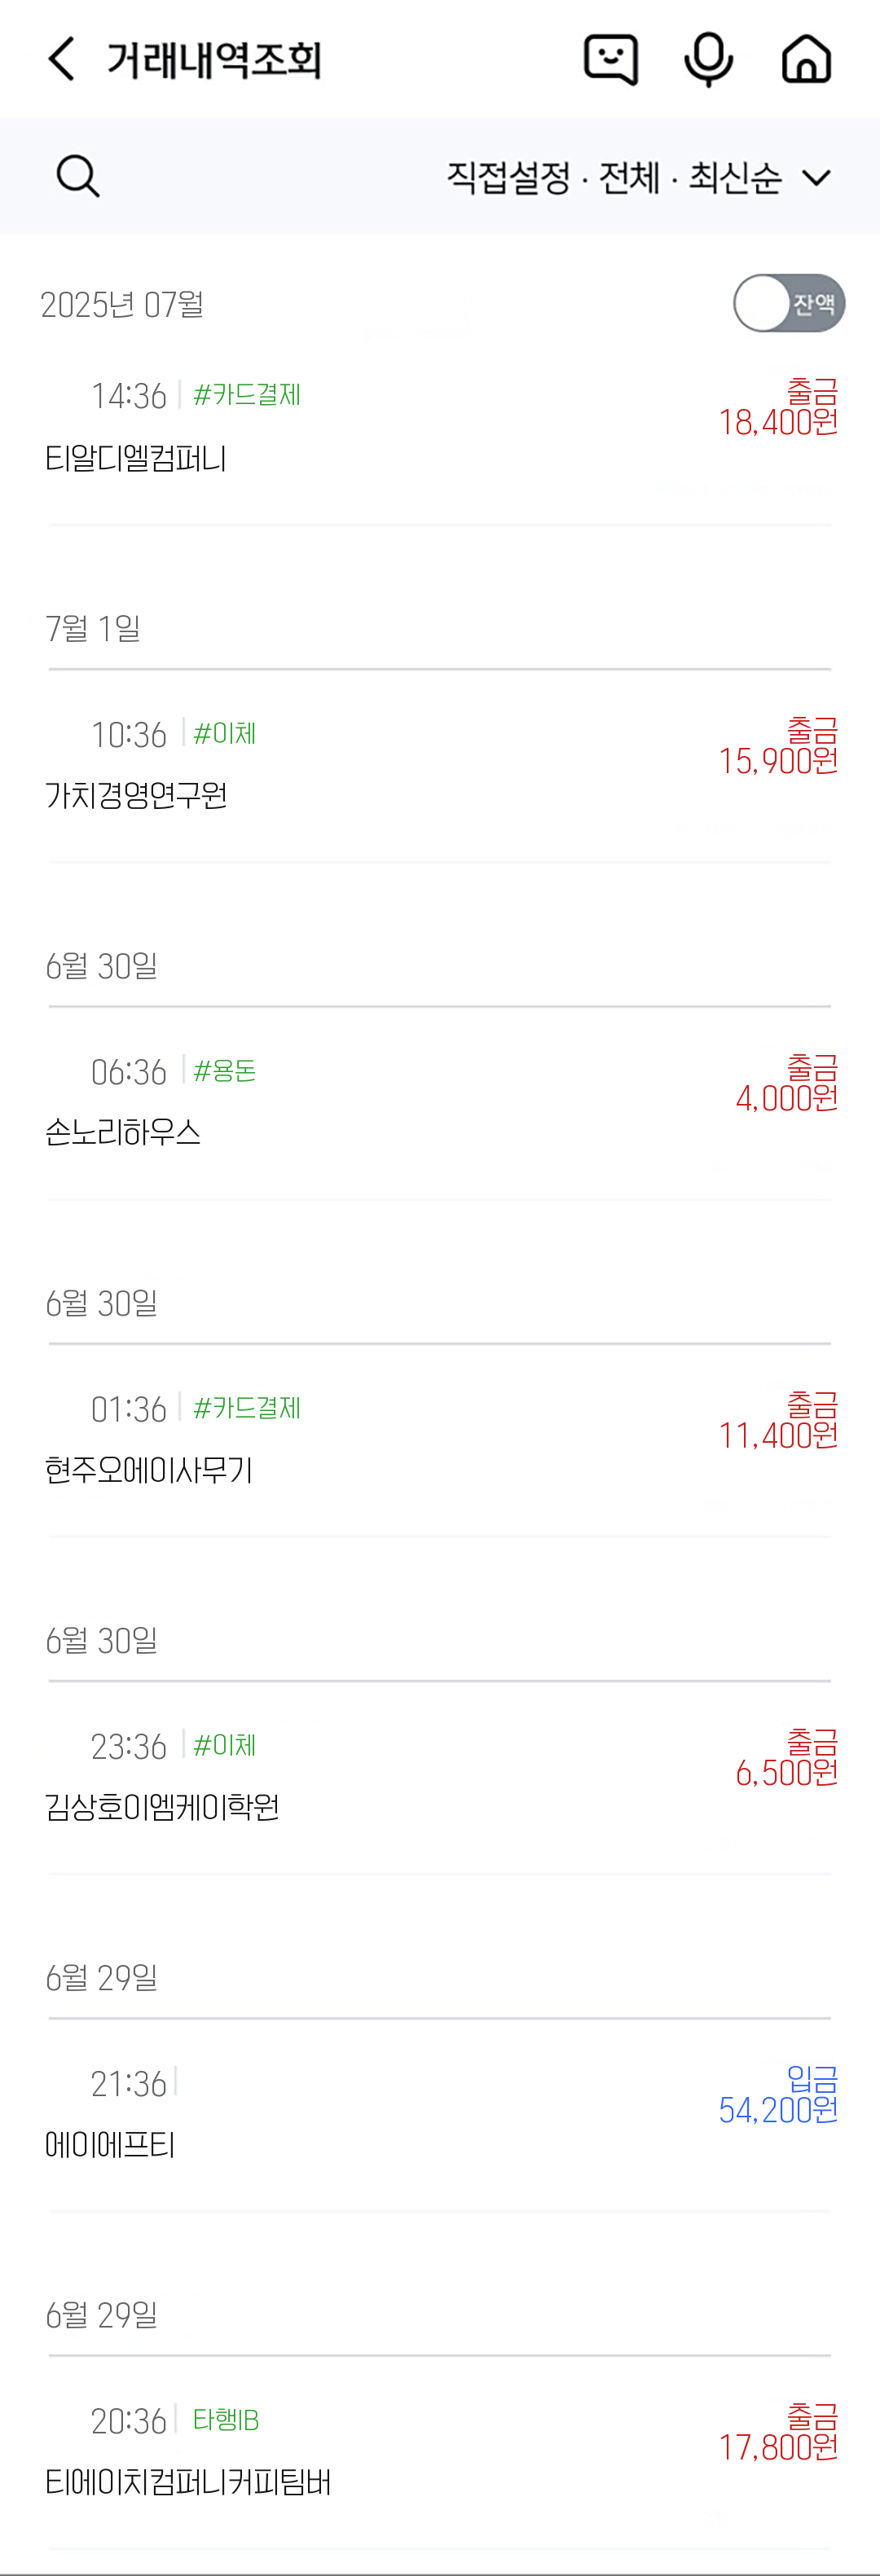 거래내역조회
직접설정 · 전체 · 최신순
2025년 07월
잔액
14:36 #카드결제
출금
18,400원
티알디엘컴퍼니
7월 1일
10:36 #이체
출금
15,900원
가치경영연구원
6월 30일
06:36 #용돈
출금
4,000원
손노리하우스
6월 30일
01:36 #카드결제
출금
11,400원
현주오에이사무기
6월 30일
23:36 #이체
출금
6,500원
김상호이엠케이학원
6월 29일
21:36
입금
54,200원
에이에프티
6월 29일
20:36 타행IB
출금
17,800원
티에이치컴퍼니커피팀버